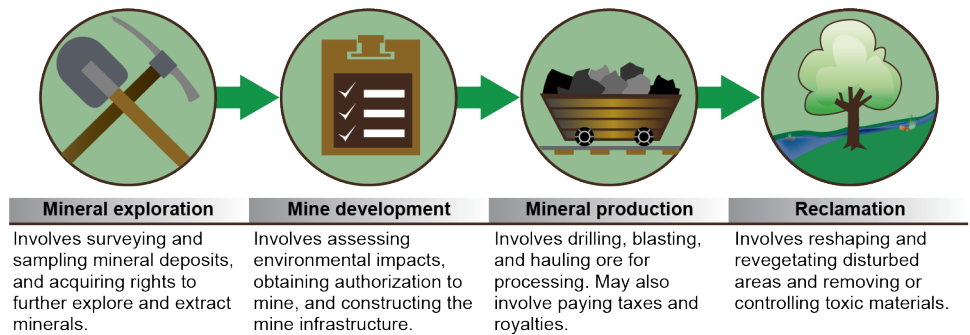 Mineral exploration
Involves surveying and
sampling mineral deposits,
and acquiring rights to
further explore and extract
minerals.
Mine development
Involves assessing
environmental impacts,
obtaining authorization to
mine, and constructing the
mine infrastructure.
Mineral production
Involves drilling, blasting,
and hauling ore for
processing. May also
involve paying taxes and
royalties.
Reclamation
Involves reshaping and
revegetating disturbed
areas and removing or
controlling toxic materials.